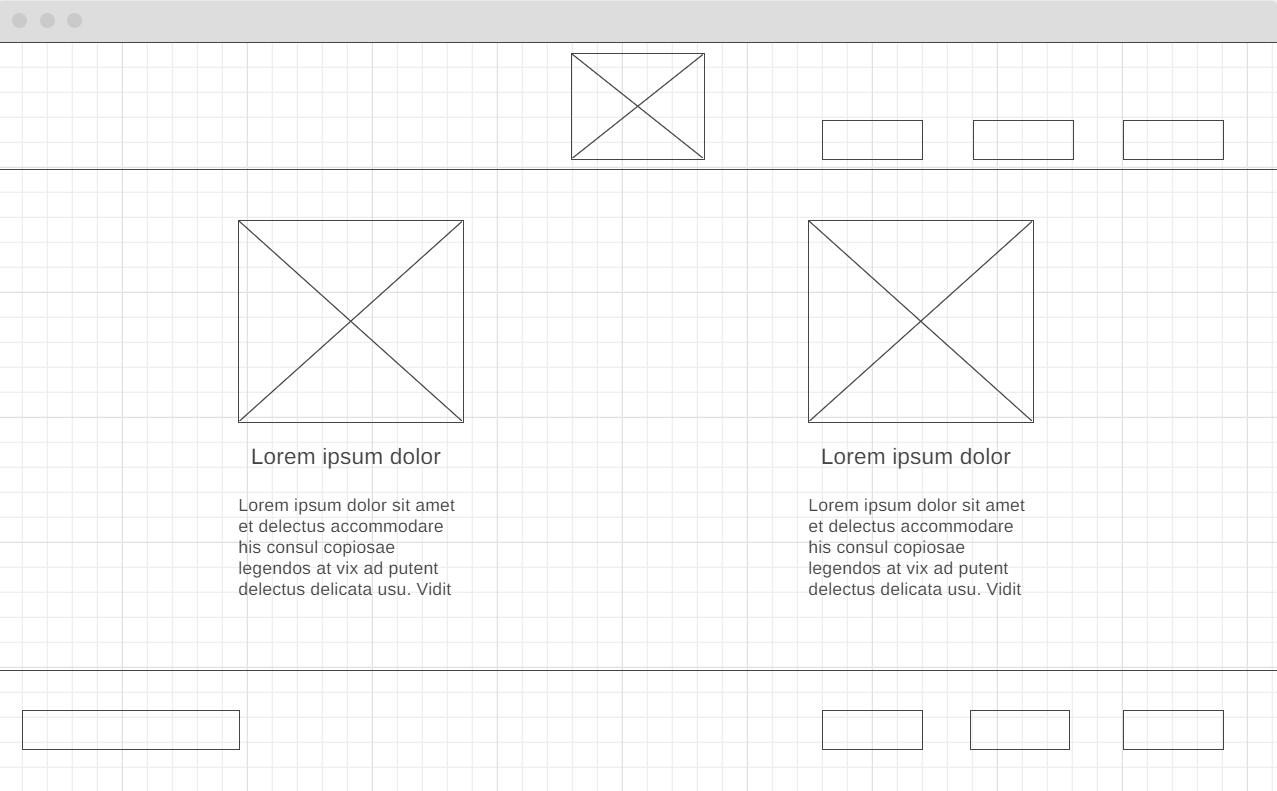 Lorem ipsum dolor
Lorem ipsum dolor sit amet
et delectus accommodare
his consul copiosae
legendos at vix ad putent
delectus delicata usu. Vidit
Lorem ipsum dolor
Lorem ipsum dolor sit amet
et delectus accommodare
his consul copiosae
legendos at vix ad putent
delectus delicata usu. Vidit